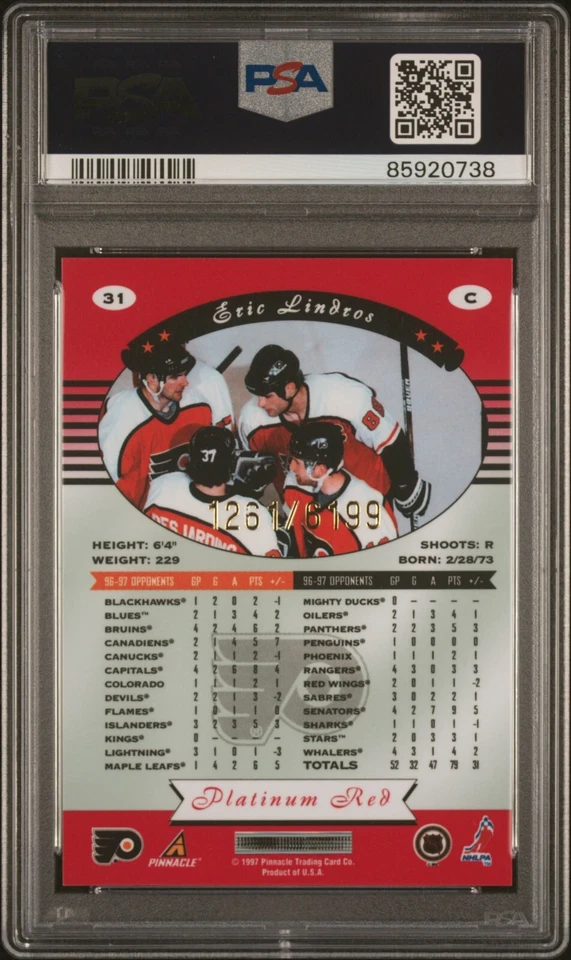 PSA
PSA
85920738
31
Eric Lindros
C
88
37
DESJARDINS
1261/6199
HEIGHT: 6'4"
WEIGHT: 229
SHOOTS: R
BORN: 2/28/73
96-97 OPPONENTS GP G A PTS +/-
BLACKHAWKS® 1 2 0 2 -1
BLUES™ 2 1 3 4 2
BRUINS® 4 2 4 6 2
CANADIENS® 2 1 4 5 7
CANUCKS® 2 1 2 -1
CAPITALS® 4 2 6 8 4
COLORADO 1 1 2 1
DEVILS® 2 2 1 3 -2
FLAMES® 0 1 0
ISLANDERS® 3 2 3 5 3
KINGS® 0
LIGHTNING® 3 1 0 1 -3
MAPLE LEAFS® 1 4 2 6 5
96-97 OPPONENTS GP G A PTS +/-
MIGHTY DUCKS® 0 – – – –
OILERS® 2 1 3 4 1
PANTHERS® 2 2 3 5 3
PENGUINS® 1 0 0 0 0
PHOENIX 1 1 1 2 1
RANGERS® 4 3 0 3 3
RED WINGS® 2 0 1 1 -2
SABRES® 3 0 2 2 1
SENATORS® 4 2 7 9 5
SHARKS® 1 1 0 1 -1
STARS™ 2 0 3 3 1
WHALERS® 4 3 1 4 2
TOTALS 52 32 47 79 31
Platinum Red
PINNACLE
NHLPA
© 1997 Pinnacle Trading Card Co.
Product of U.S.A.
PSA